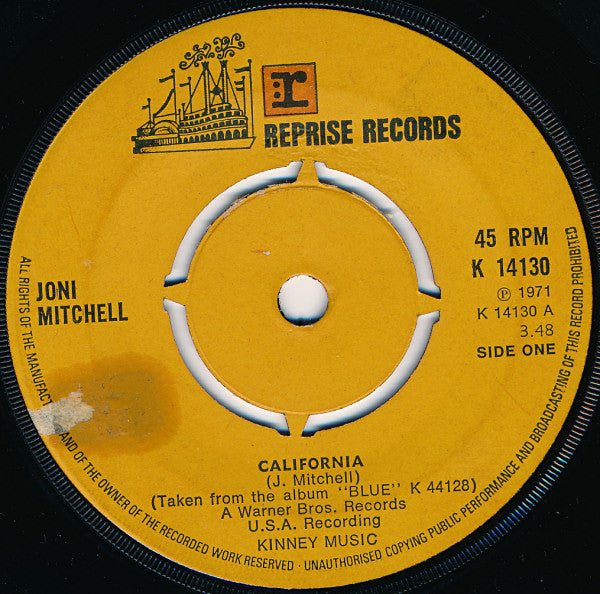 r
REPRISE RECORDS
JONI
MITCHELL
45 RPM
K 14130
℗ 1971
K 14130 A
3.48
SIDE ONE
CALIFORNIA
(J. Mitchell)
(Taken from the album "BLUE" K 44128)
A Warner Bros. Records
U.S.A. Recording
KINNEY MUSIC
ALL RIGHTS OF THE MANUFACT AND OF THE OWNER OF THE RECORDED WORK RESERVED · UNAUTHORISED COPYING PUBLIC PERFORMANCE AND BROADCASTING OF THIS RECORD PROHIBITED